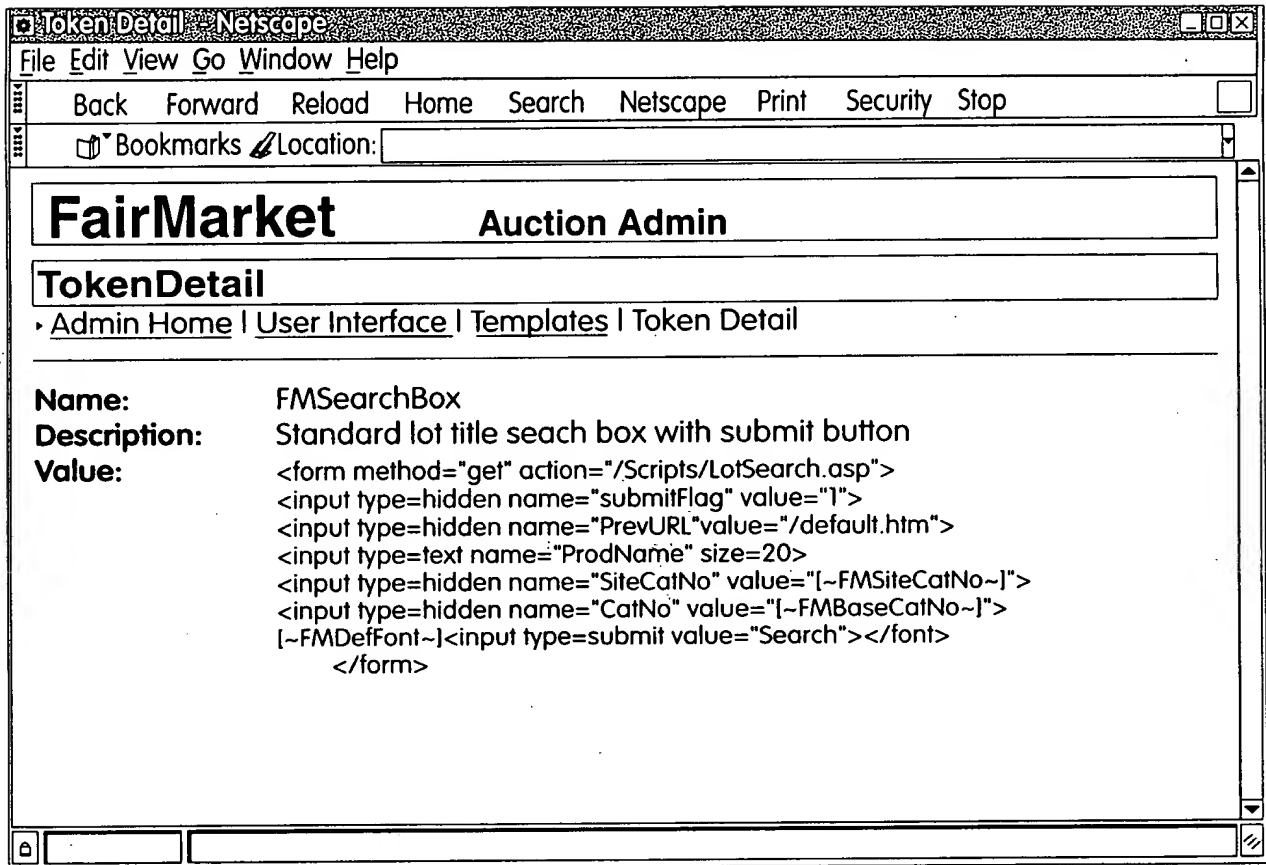 Token Detail - Netscape
File Edit View Go Window Help
Back Forward Reload Home Search Netscape Print Security Stop
Bookmarks Location:
FairMarket Auction Admin
TokenDetail
Admin Home | User Interface | Templates | Token Detail
Name: FMSearchBox
Description: Standard lot title seach box with submit button
Value: <form method="get" action="/Scripts/LotSearch.asp">
<input type=hidden name="submitFlag" value="1">
<input type=hidden name="PrevURL"value="/default.htm">
<input type=text name="ProdName" size=20>
<input type=hidden name="SiteCatNo" value="[~FMSiteCatNo~]">
<input type=hidden name="CatNo" value="[~FMBaseCatNo~]">
[~FMDefFont~]<input type=submit value="Search"></font>
</form>